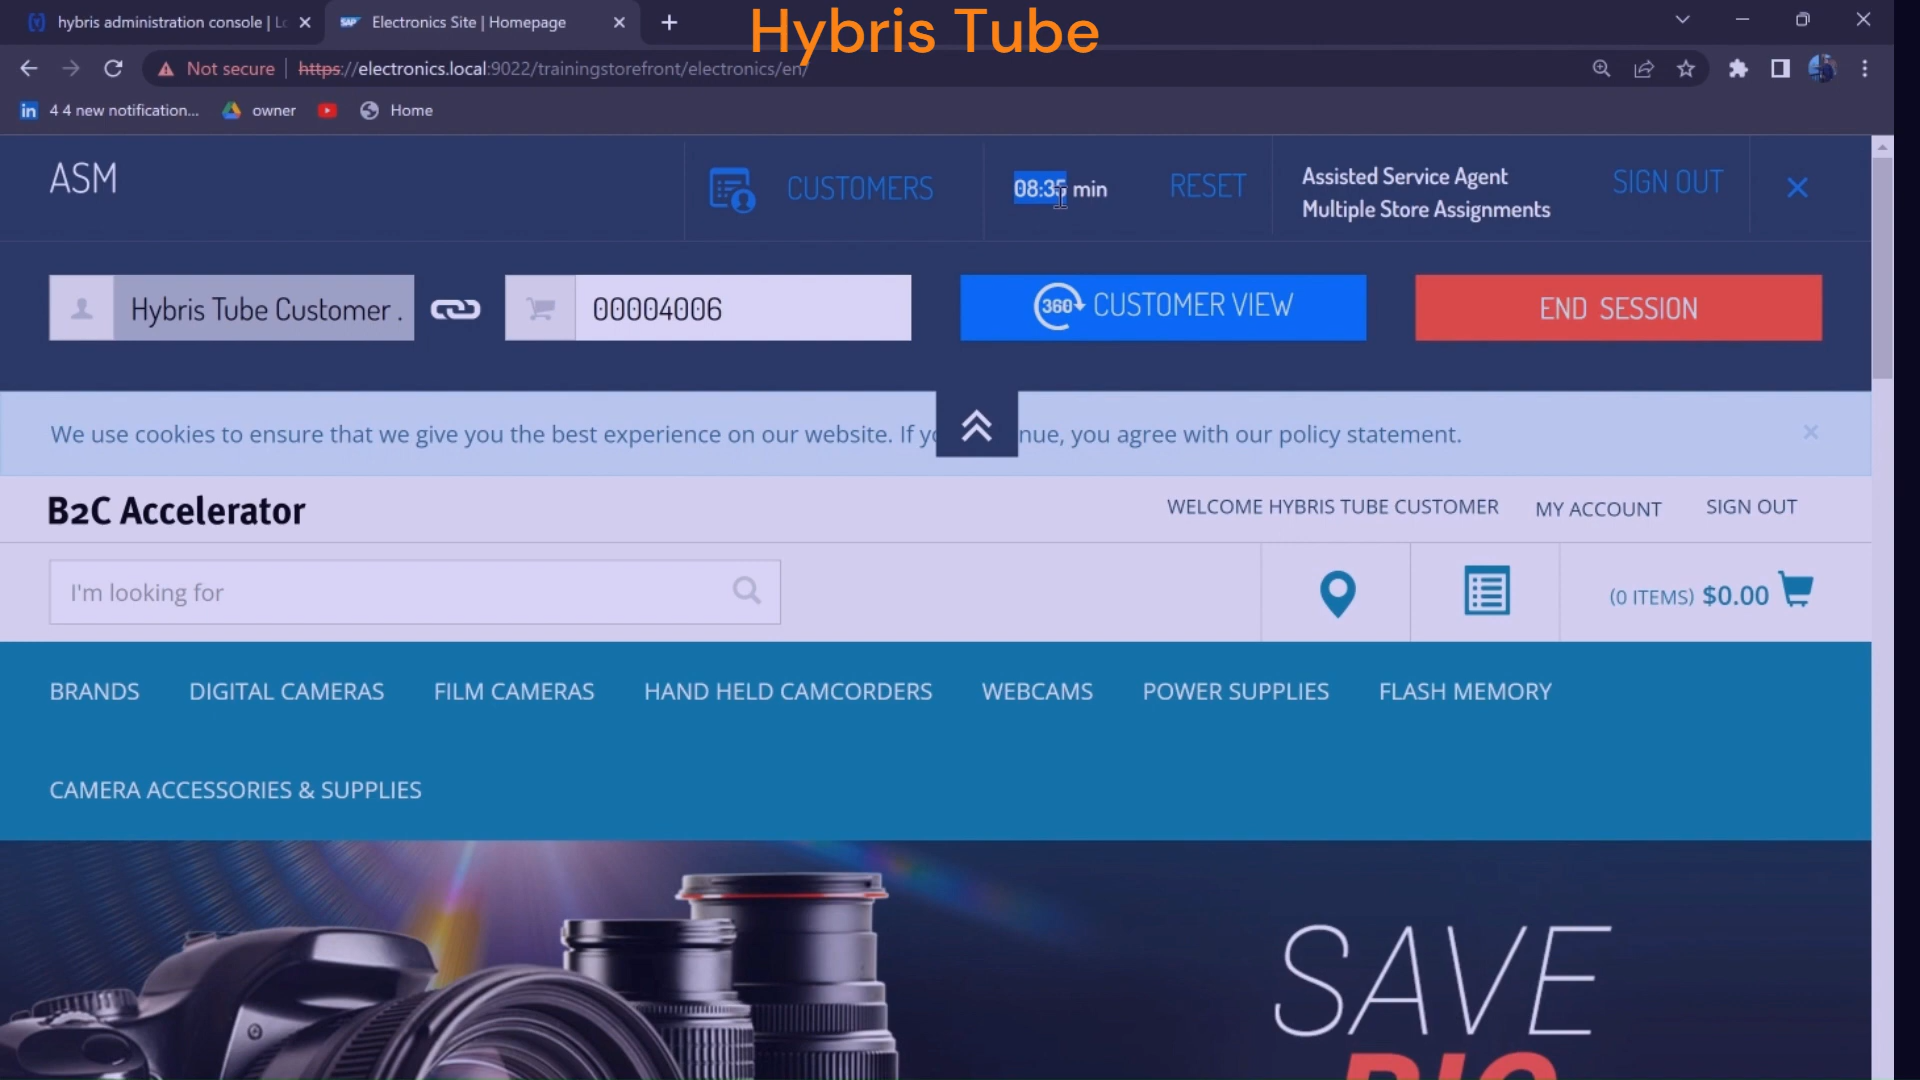 Hybris Tube
hybris administration console | Lo
Electronics Site | Homepage
Not secure
https://electronics.local:9022/trainingstorefront/electronics/en/
4 4 new notification...
owner
Home
ASM
CUSTOMERS
08:35 min
RESET
Assisted Service Agent
Multiple Store Assignments
SIGN OUT
Hybris Tube Customer .
00004006
360 CUSTOMER VIEW
END SESSION
We use cookies to ensure that we give you the best experience on our website. If yo nue, you agree with our policy statement.
B2C Accelerator
WELCOME HYBRIS TUBE CUSTOMER
MY ACCOUNT
SIGN OUT
I'm looking for
(0 ITEMS) $0.00
BRANDS
DIGITAL CAMERAS
FILM CAMERAS
HAND HELD CAMCORDERS
WEBCAMS
POWER SUPPLIES
FLASH MEMORY
CAMERA ACCESSORIES & SUPPLIES
SAVE
BIG